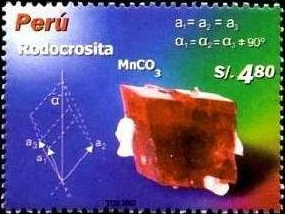 Perú
a₁= a₂ = a₃
Rodocrosita
α₁ = α₂ = α₃ ≠ 90°
MnCO₃
S/. 4.80
α
a₃
a₂
a₁